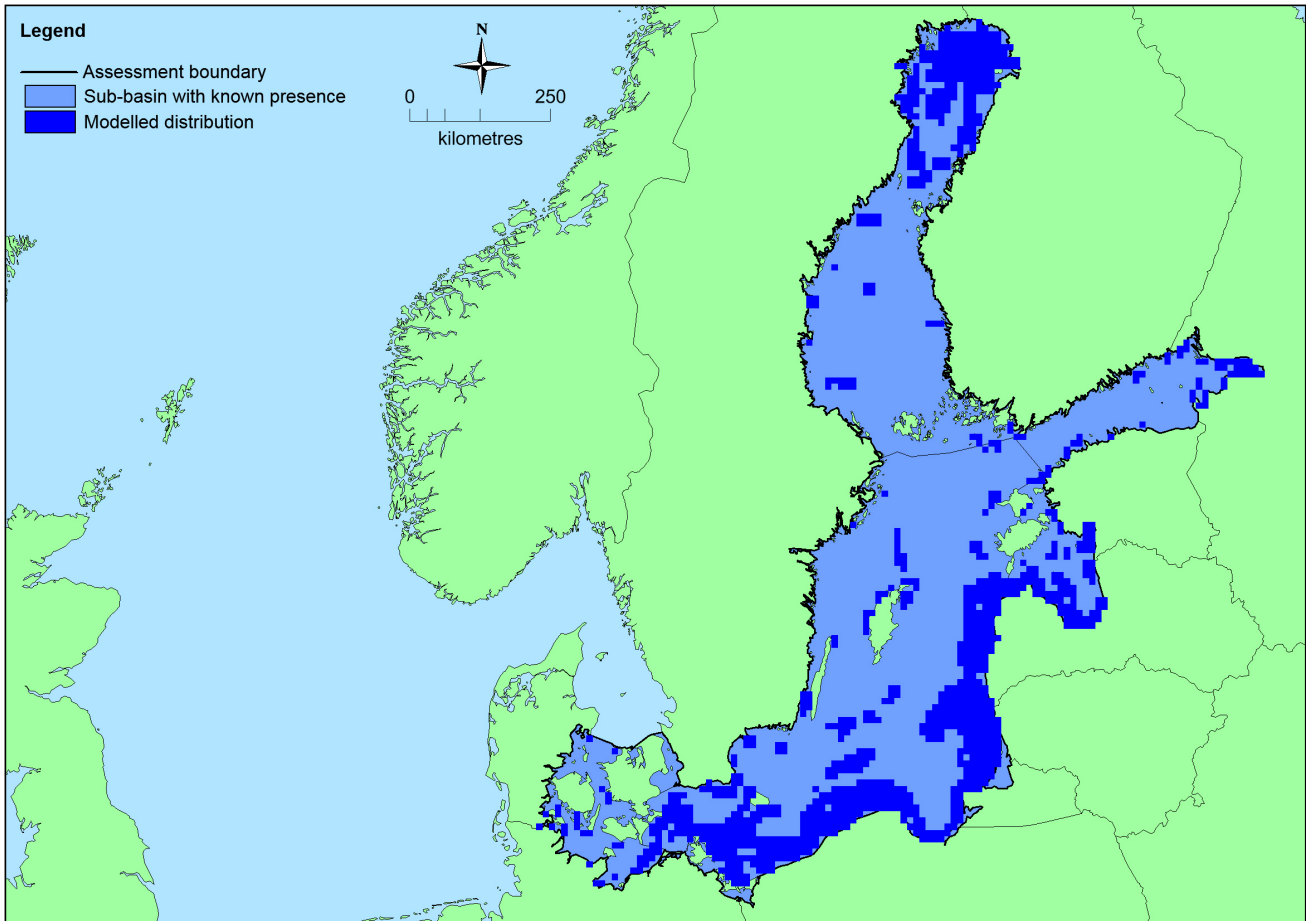 Legend
Assessment boundary
Sub-basin with known presence
Modelled distribution
N
0 250
kilometres